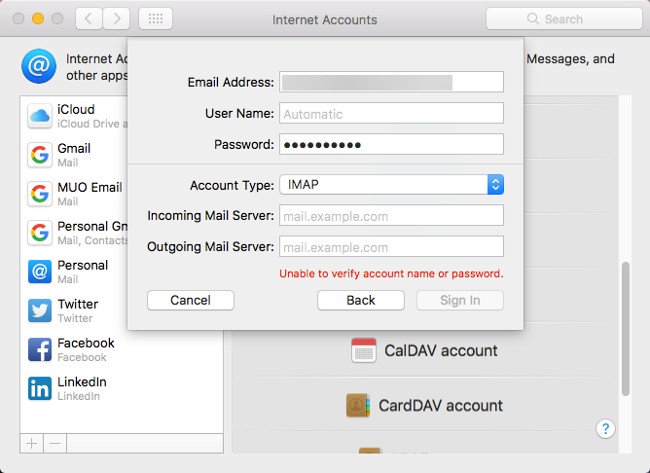 Internet Accounts
Search
Internet Ac
Messages, and
other apps
Email Address:
User Name: Automatic
Password: ••••••••••
Account Type: IMAP
Incoming Mail Server: mail.example.com
Outgoing Mail Server: mail.example.com
Unable to verify account name or password.
Cancel
Back
Sign In
iCloud
iCloud Drive a
Gmail
Mail
MUO Email
Mail
Personal Gm
Mail, Contacts
Personal
Mail
Twitter
Twitter
Facebook
Facebook
LinkedIn
LinkedIn
CalDAV account
CardDAV account
?